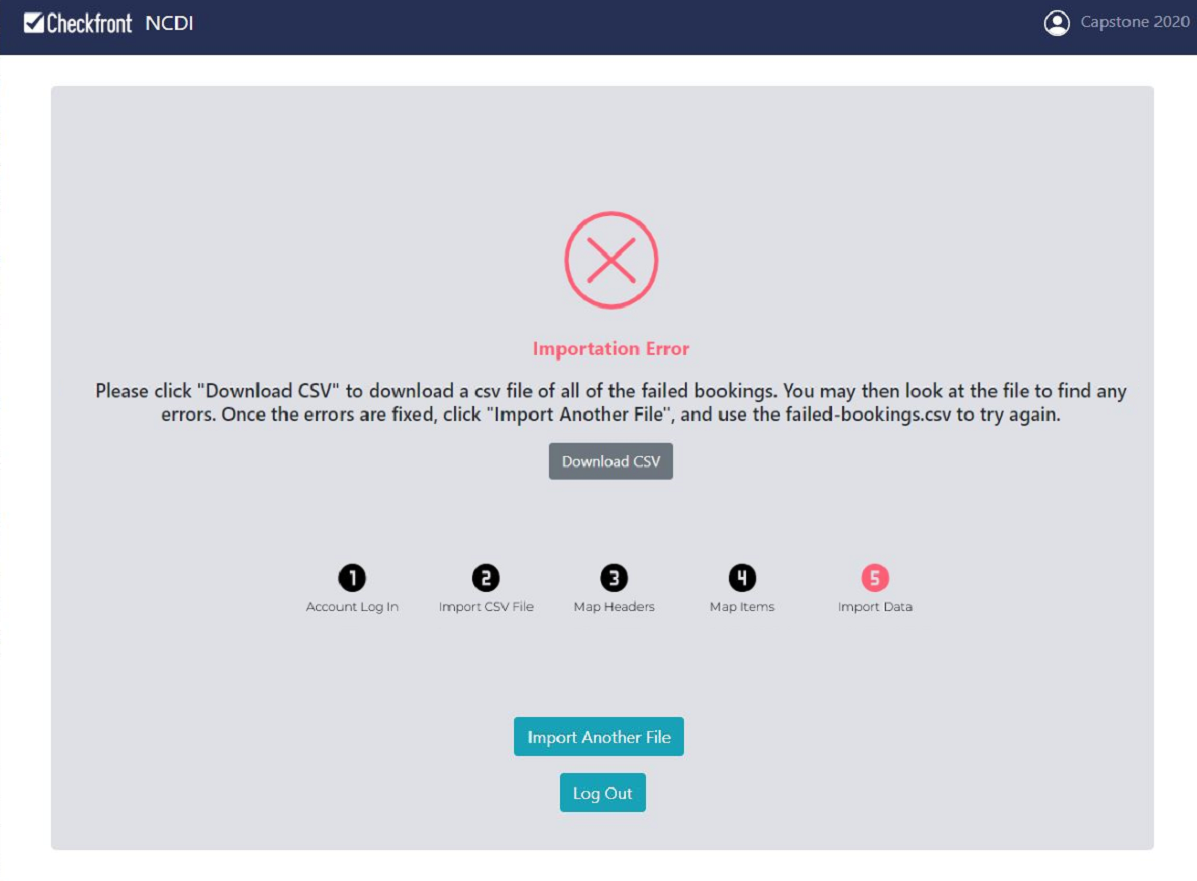 Checkfront NCDI
Capstone 2020
Importation Error
Please click "Download CSV" to download a csv file of all of the failed bookings. You may then look at the file to find any
errors. Once the errors are fixed, click "Import Another File", and use the failed-bookings.csv to try again.
Download CSV
1 2 3 4 5
Account Log In Import CSV File Map Headers Map Items Import Data
Import Another File
Log Out